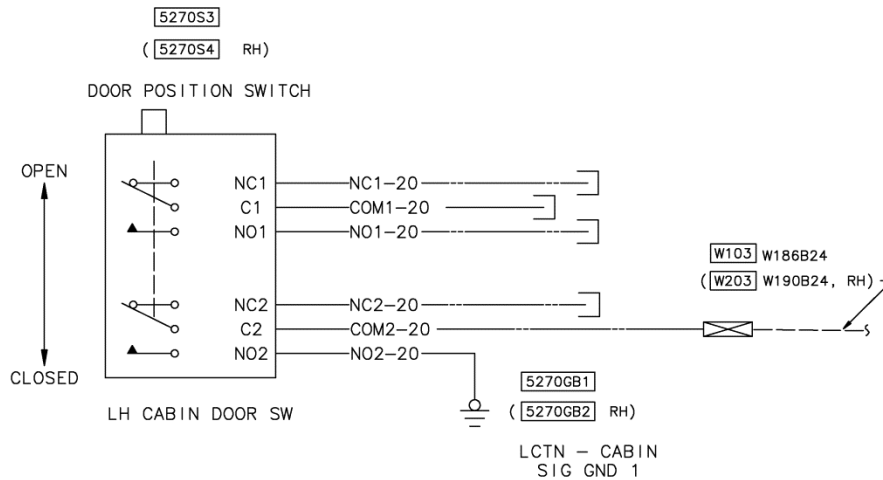 5270S3
( 5270S4 RH)
DOOR POSITION SWITCH
OPEN
NC1 NC1-20
C1 COM1-20
NO1 NO1-20
W103 W186B24
( W203 W190B24, RH)
NC2 NC2-20
C2 COM2-20
NO2 NO2-20
CLOSED
5270GB1
( 5270GB2 RH)
LH CABIN DOOR SW
LCTN - CABIN
SIG GND 1